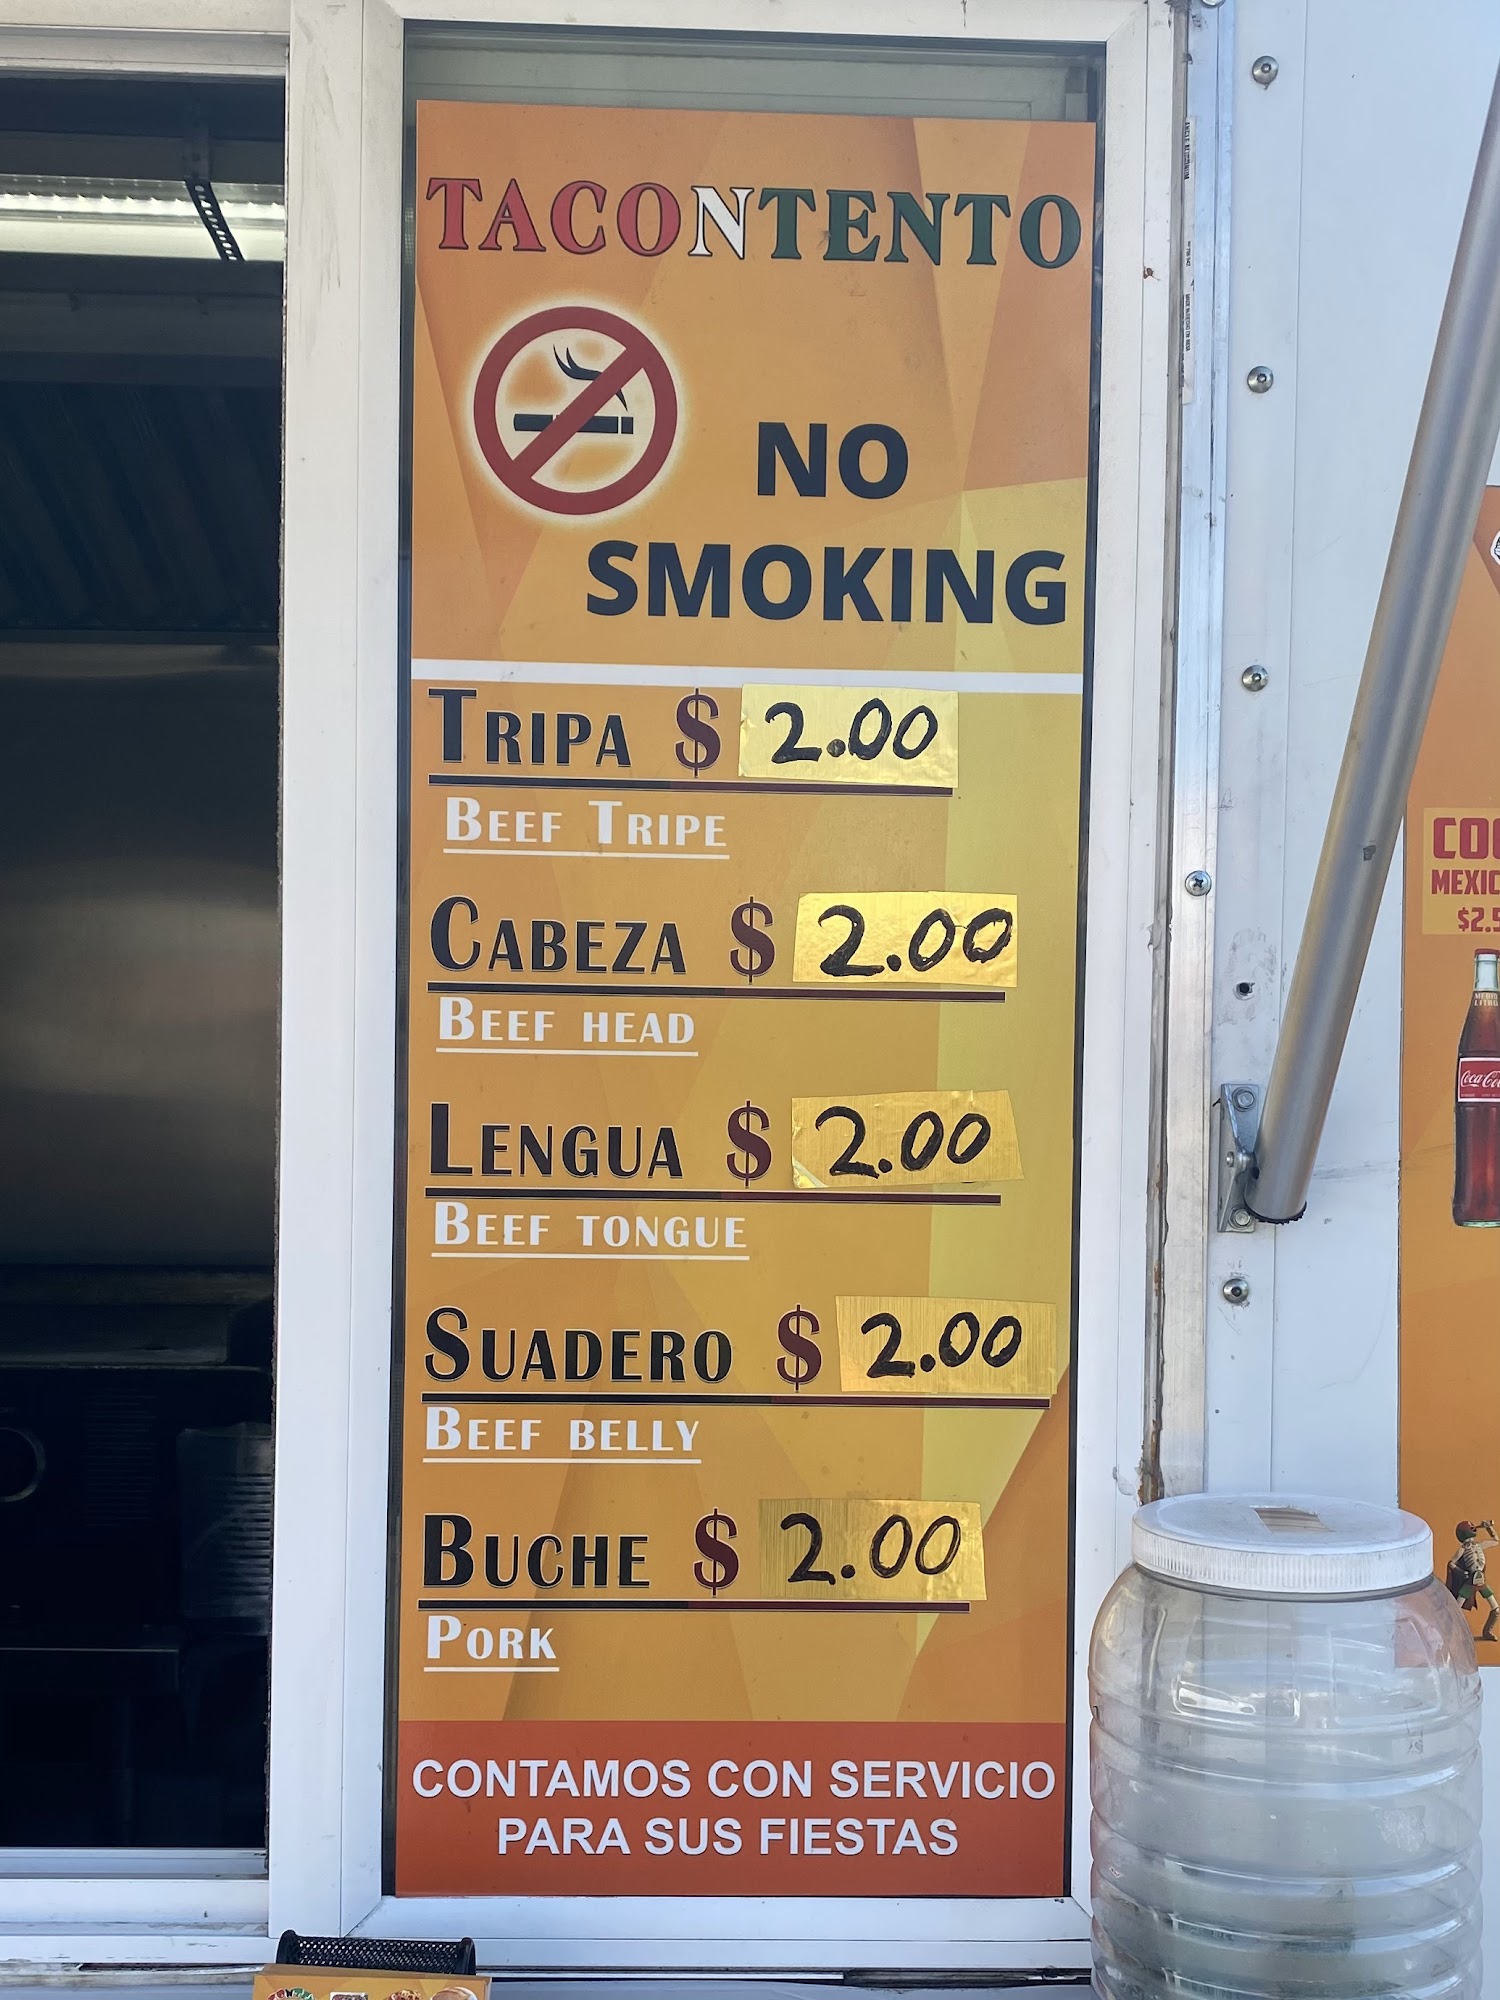 TACONTENTO
NO
SMOKING
TRIPA $ 2.00
BEEF TRIPE
CABEZA $ 2.00
BEEF HEAD
LENGUA $ 2.00
BEEF TONGUE
SUADERO $ 2.00
BEEF BELLY
BUCHE $ 2.00
PORK
CONTAMOS CON SERVICIO
PARA SUS FIESTAS